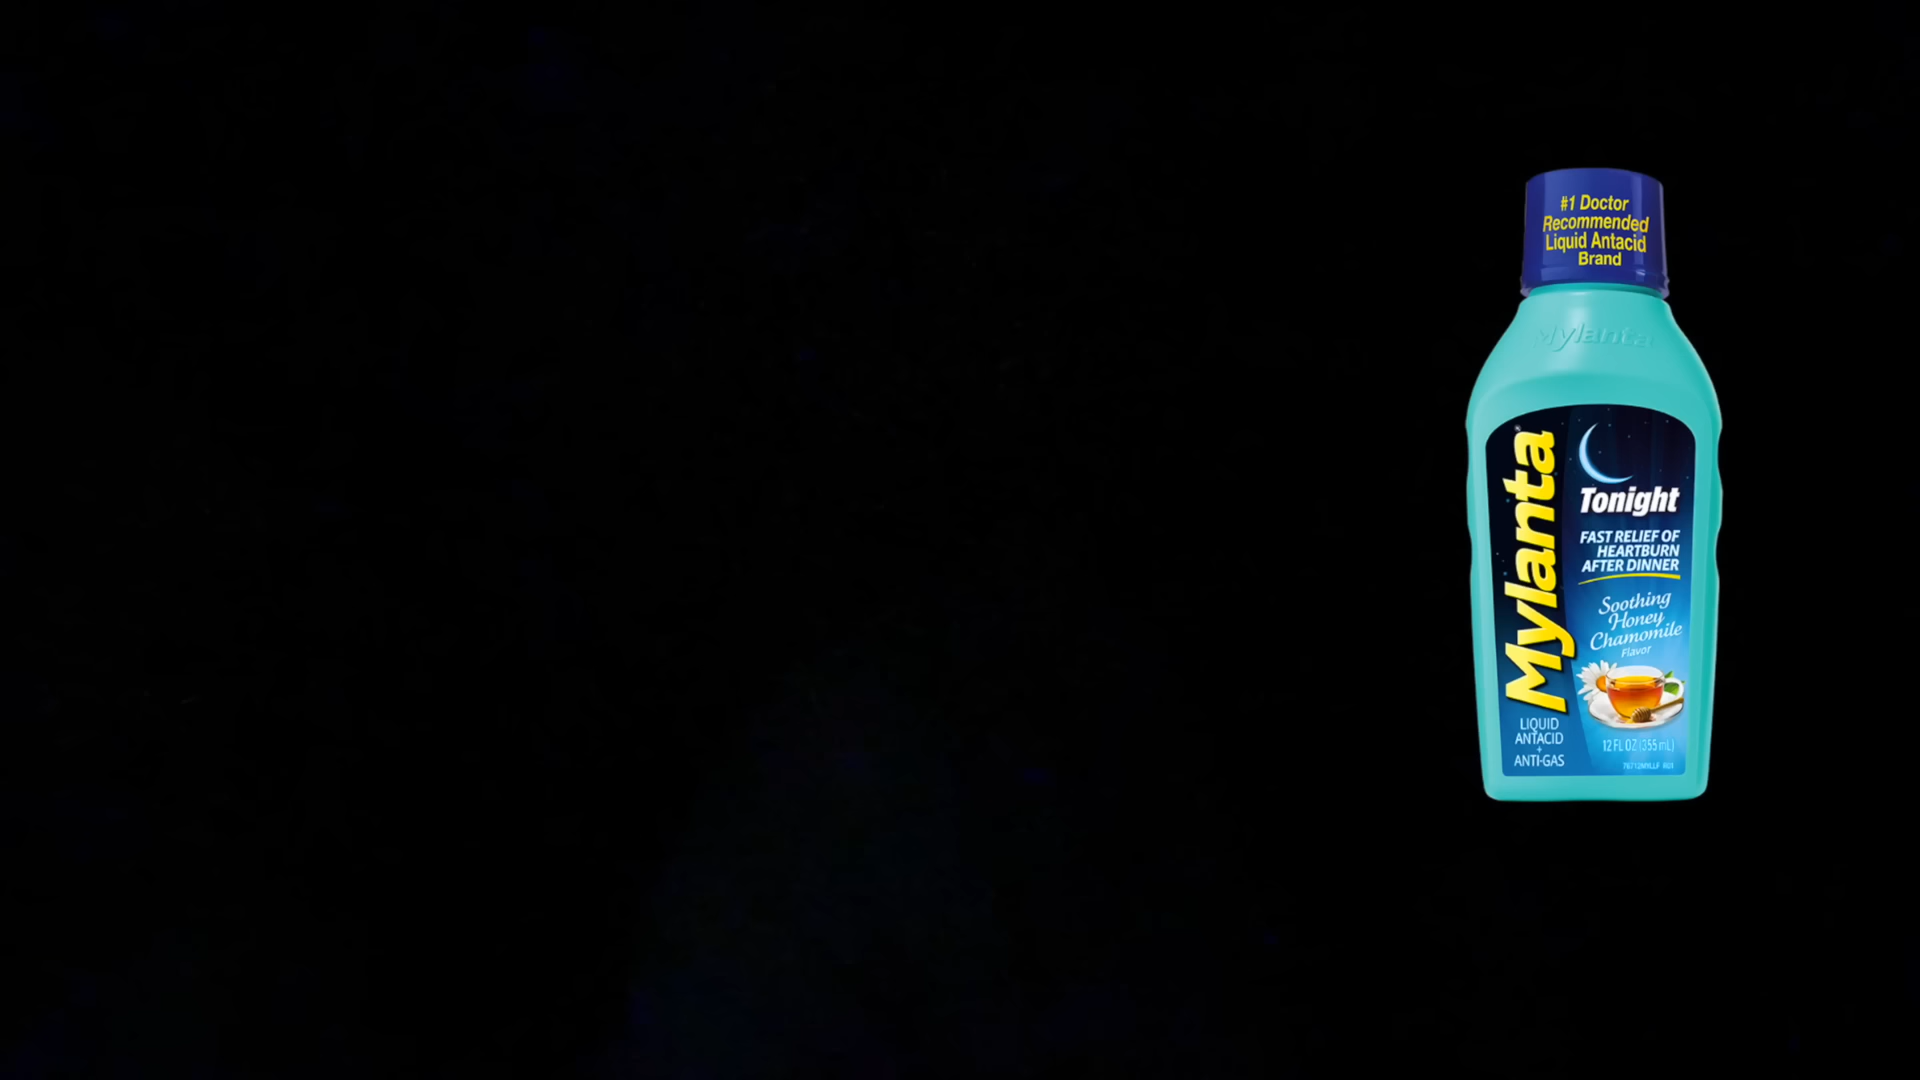 #1 Doctor
Recommended
Liquid Antacid
Brand
Mylanta
Mylanta®
Tonight
FAST RELIEF OF
HEARTBURN
AFTER DINNER
Soothing
Honey
Chamomile
Flavor
LIQUID
ANTACID
+
ANTI-GAS
12 FL OZ (355 mL)